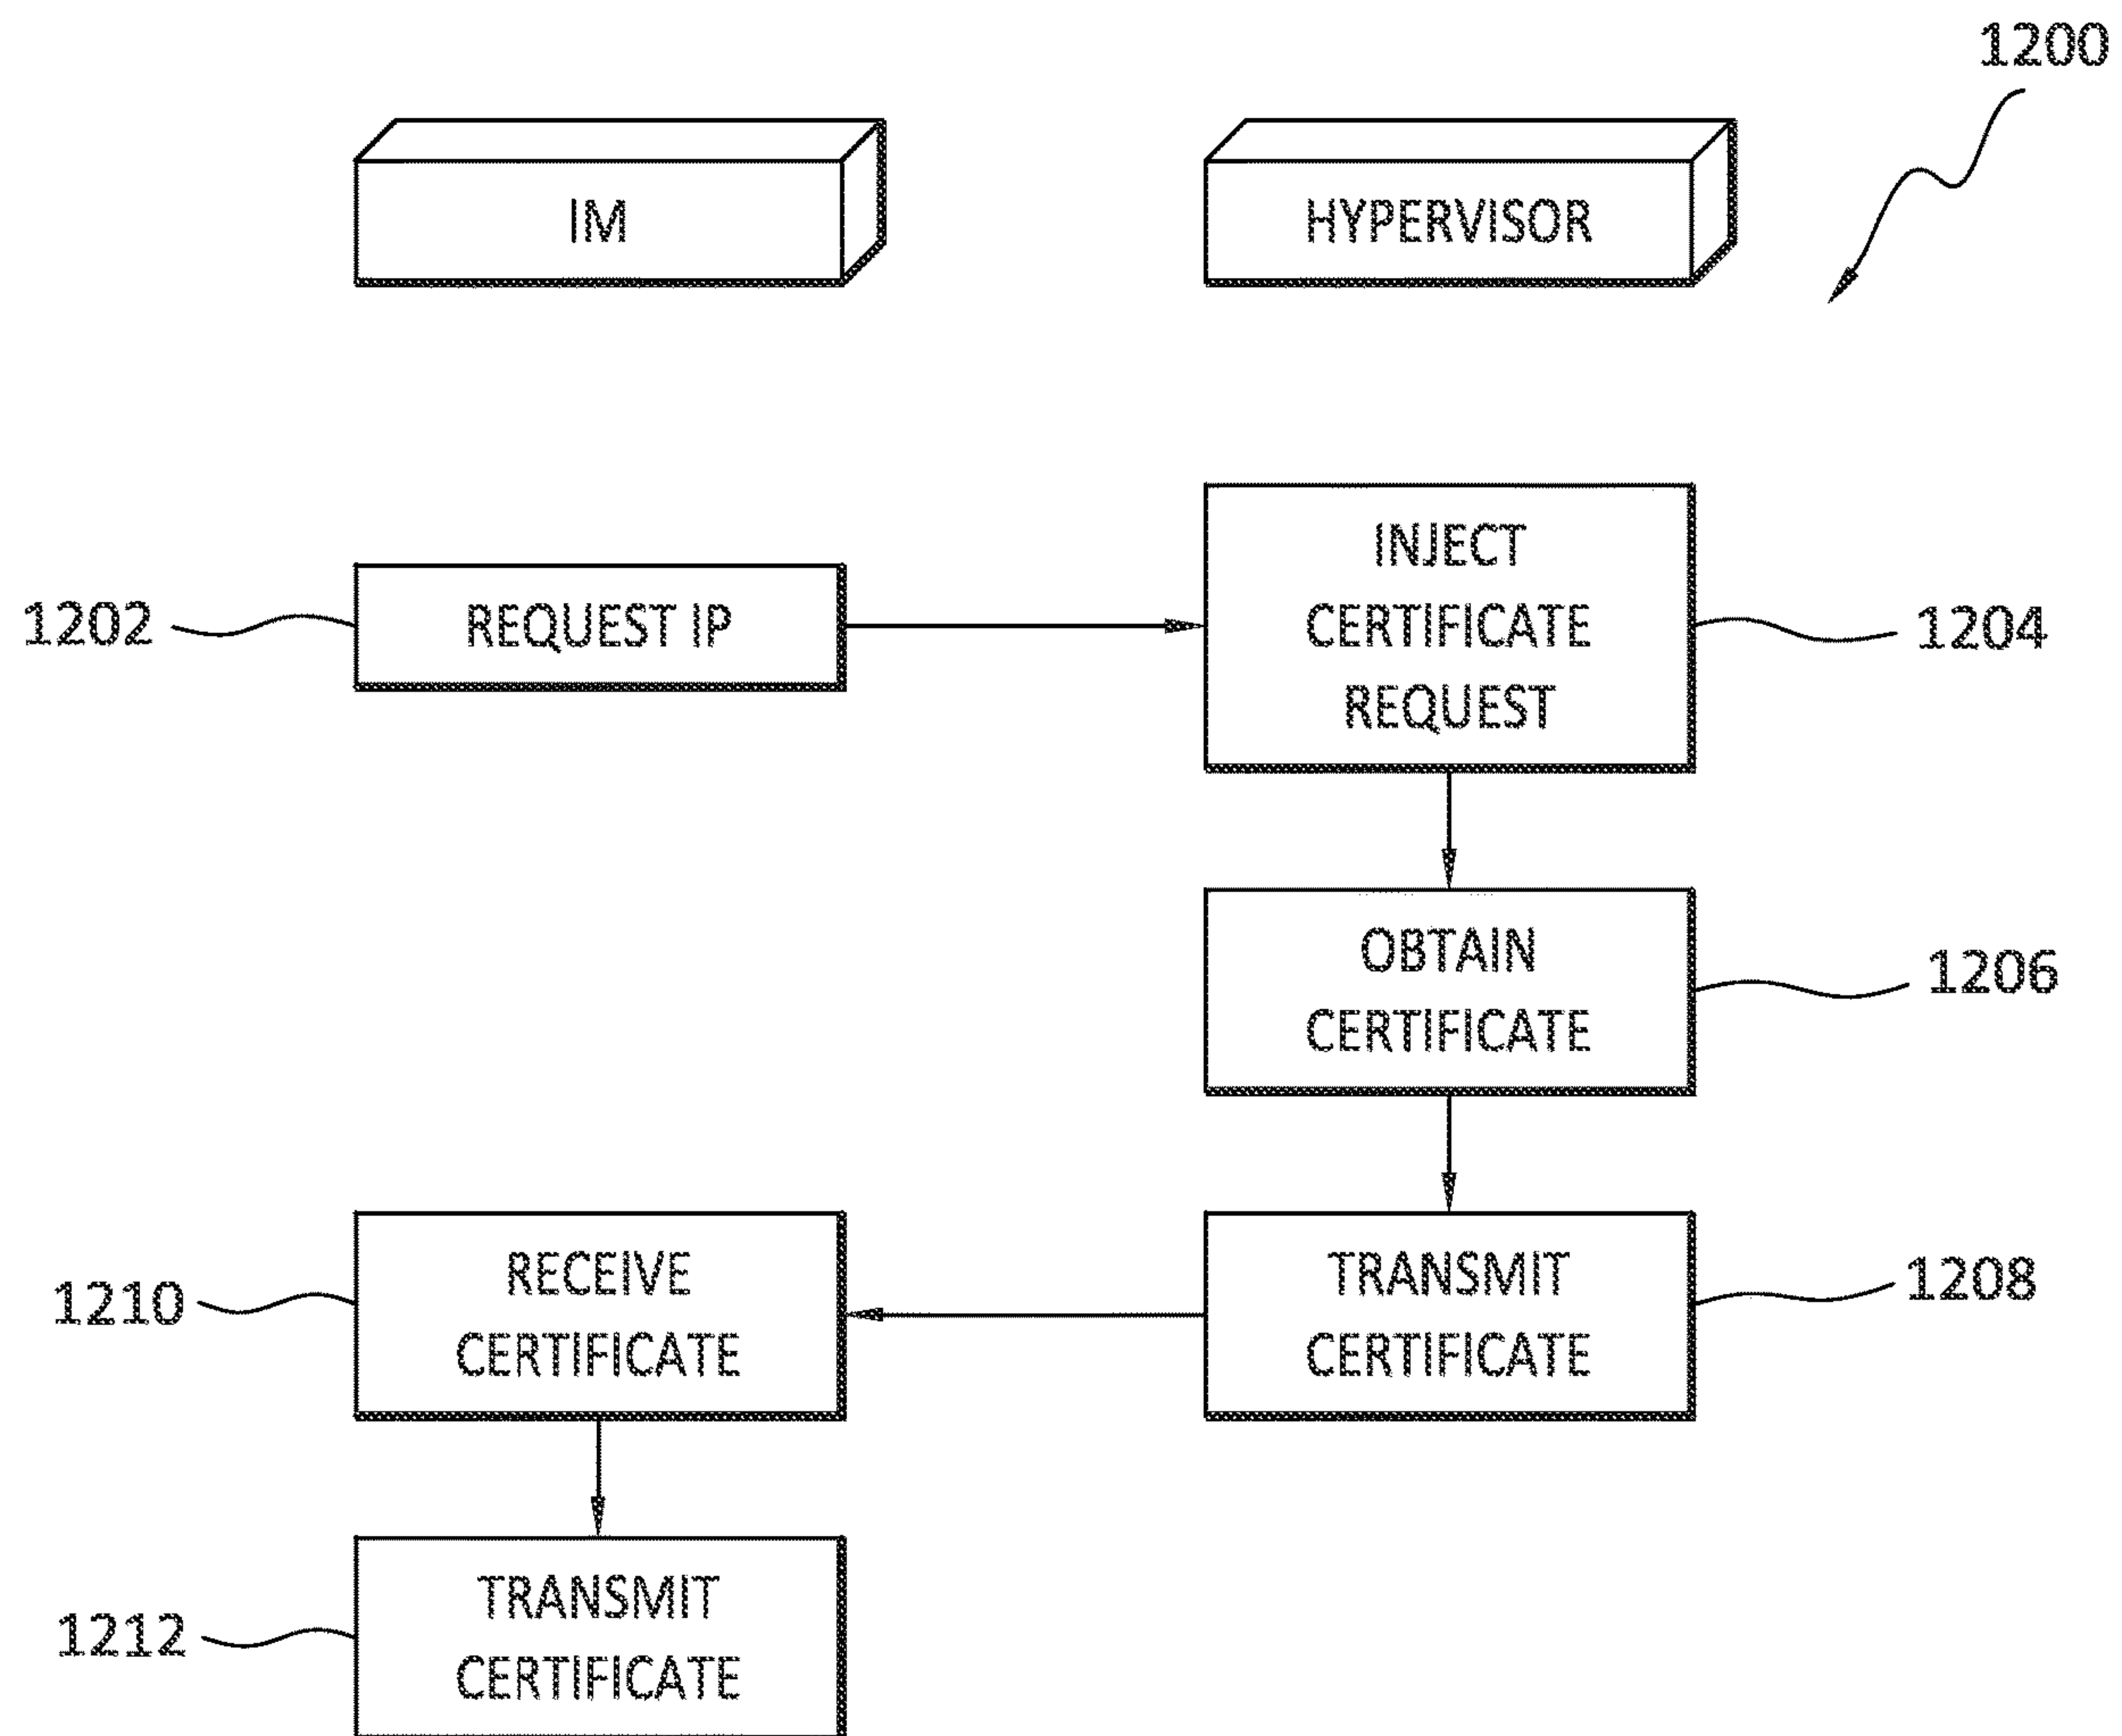 1200
IM
HYPERVISOR
1202
REQUEST IP
INJECT
CERTIFICATE
REQUEST
1204
OBTAIN
CERTIFICATE
1206
1210
RECEIVE
CERTIFICATE
TRANSMIT
CERTIFICATE
1208
1212
TRANSMIT
CERTIFICATE